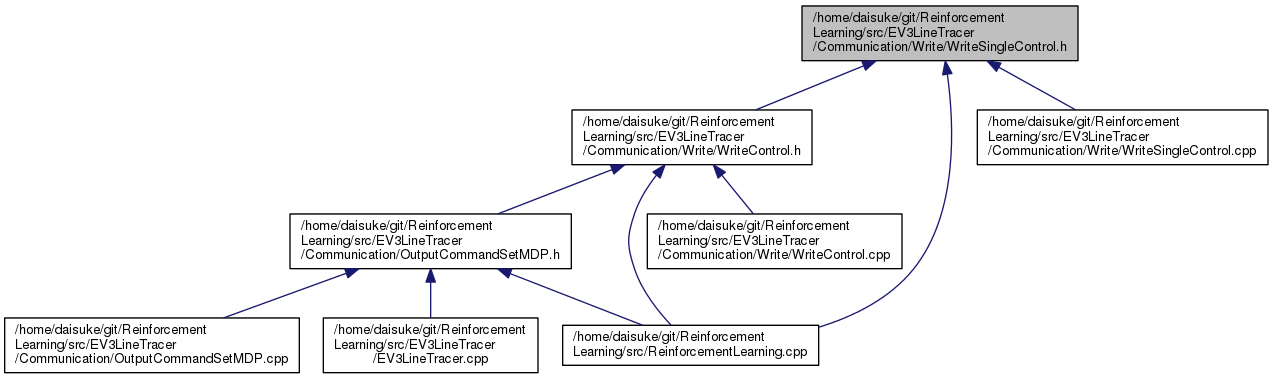 /home/daisuke/git/Reinforcement
Learning/src/EV3LineTracer
/Communication/Write/WriteSingleControl.h
/home/daisuke/git/Reinforcement
Learning/src/EV3LineTracer
/Communication/Write/WriteControl.h
/home/daisuke/git/Reinforcement
Learning/src/EV3LineTracer
/Communication/Write/WriteSingleControl.cpp
/home/daisuke/git/Reinforcement
Learning/src/EV3LineTracer
/Communication/OutputCommandSetMDP.h
/home/daisuke/git/Reinforcement
Learning/src/EV3LineTracer
/Communication/Write/WriteControl.cpp
/home/daisuke/git/Reinforcement
Learning/src/EV3LineTracer
/Communication/OutputCommandSetMDP.cpp
/home/daisuke/git/Reinforcement
Learning/src/EV3LineTracer
/EV3LineTracer.cpp
/home/daisuke/git/Reinforcement
Learning/src/ReinforcementLearning.cpp